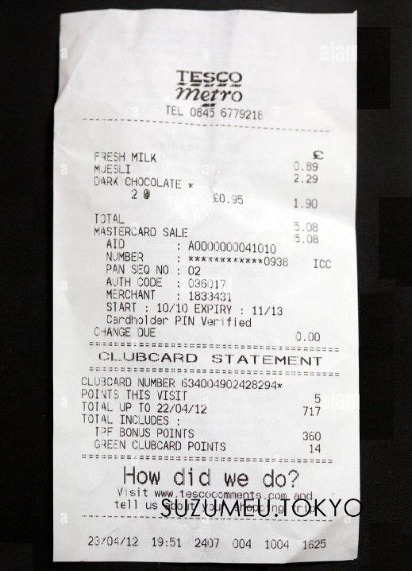 TESCO
metro
TEL 0845 6779218
£
FRESH MILK 0.89
MUESLI 2.29
DARK CHOCOLATE *
2 @ £0.95 1.90
TOTAL 5.08
MASTERCARD SALE 5.08
AID : A0000000041010
NUMBER : ************0938 ICC
PAN SEQ NO : 02
AUTH CODE : 036017
MERCHANT : 1833431
START : 10/10 EXPIRY : 11/13
Cardholder PIN Verified
CHANGE DUE 0.00
CLUBCARD STATEMENT
CLUBCARD NUMBER 634004902428294*
POINTS THIS VISIT 5
TOTAL UP TO 22/04/12 717
TOTAL INCLUDES :
TPF BONUS POINTS 360
GREEN CLUBCARD POINTS 14
How did we do?
Visit www.tescocomments.com and
tell us about your shopping trip
SUZUMEU.TOKYO
23/04/12 19:51 2407 004 1004 1625